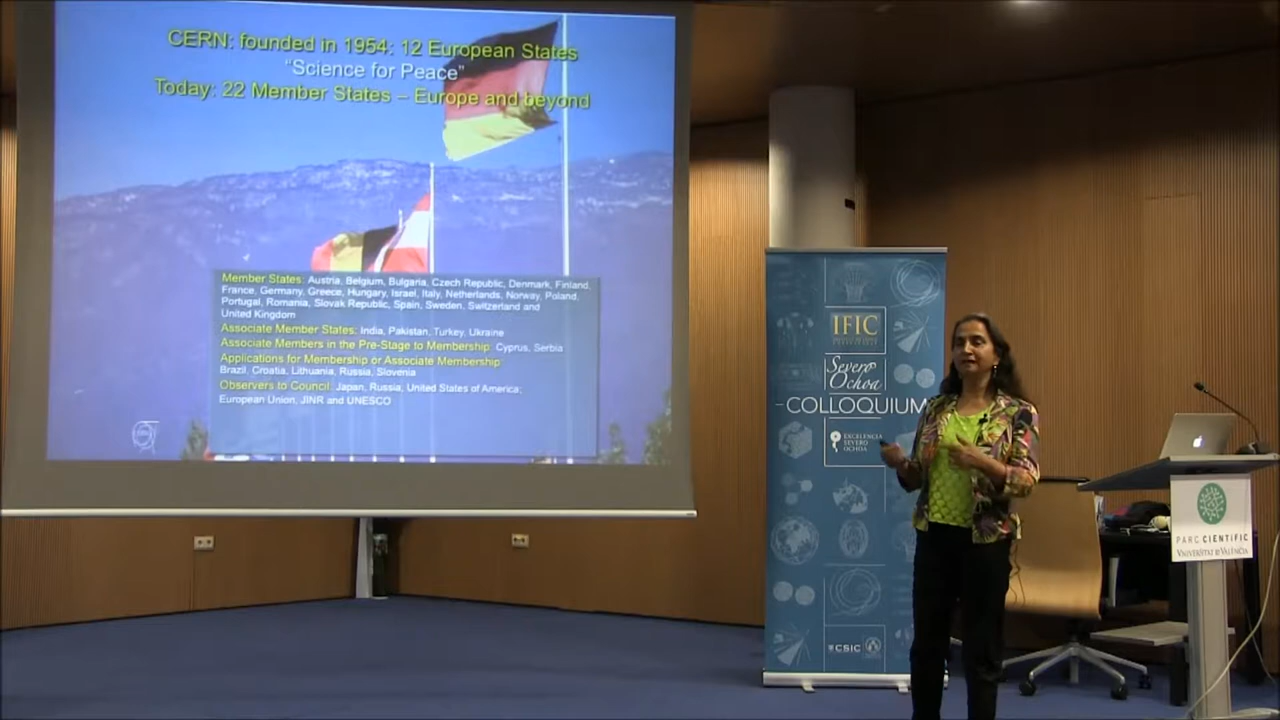 CERN: founded in 1954: 12 European States
"Science for Peace"
Today: 22 Member States – Europe and beyond
Member States: Austria, Belgium, Bulgaria, Czech Republic, Denmark, Finland,
France, Germany, Greece, Hungary, Israel, Italy, Netherlands, Norway, Poland,
Portugal, Romania, Slovak Republic, Spain, Sweden, Switzerland and
United Kingdom
Associate Member States: India, Pakistan, Turkey, Ukraine
Associate Members in the Pre-Stage to Membership: Cyprus, Serbia
Applications for Membership or Associate Membership:
Brazil, Croatia, Lithuania, Russia, Slovenia
Observers to Council: Japan, Russia, United States of America;
European Union, JINR and UNESCO
IFIC
Severo
Ochoa
COLLOQUIUM
EXCELENCIA
SEVERO
OCHOA
CSIC
PARC CIENTÍFIC
VNIVERSITAT D VALÈNCIA